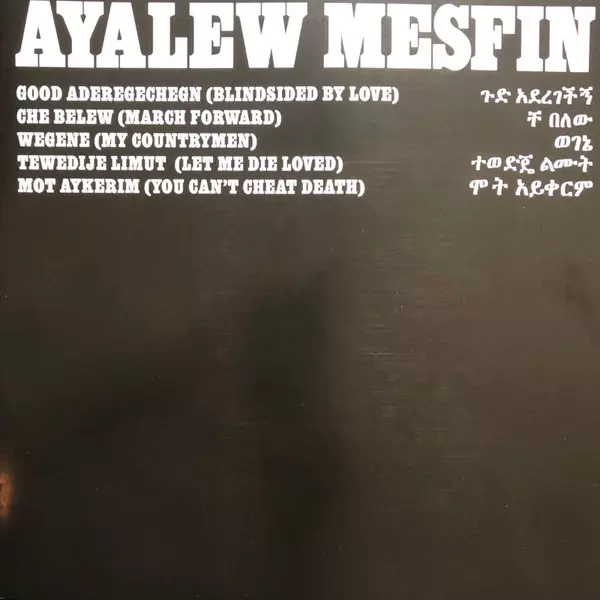 AYALEW MESFIN
GOOD ADEREGECHEGN (BLINDSIDED BY LOVE) ጉድ አደረገችኝ
CHE BELEW (MARCH FORWARD) ቸ በለው
WEGENE (MY COUNTRYMEN) ወገኔ
TEWEDIJE LIMUT (LET ME DIE LOVED) ተወድጄ ልሙት
MOT AYKERIM (YOU CAN'T CHEAT DEATH) ሞት አይቀርም